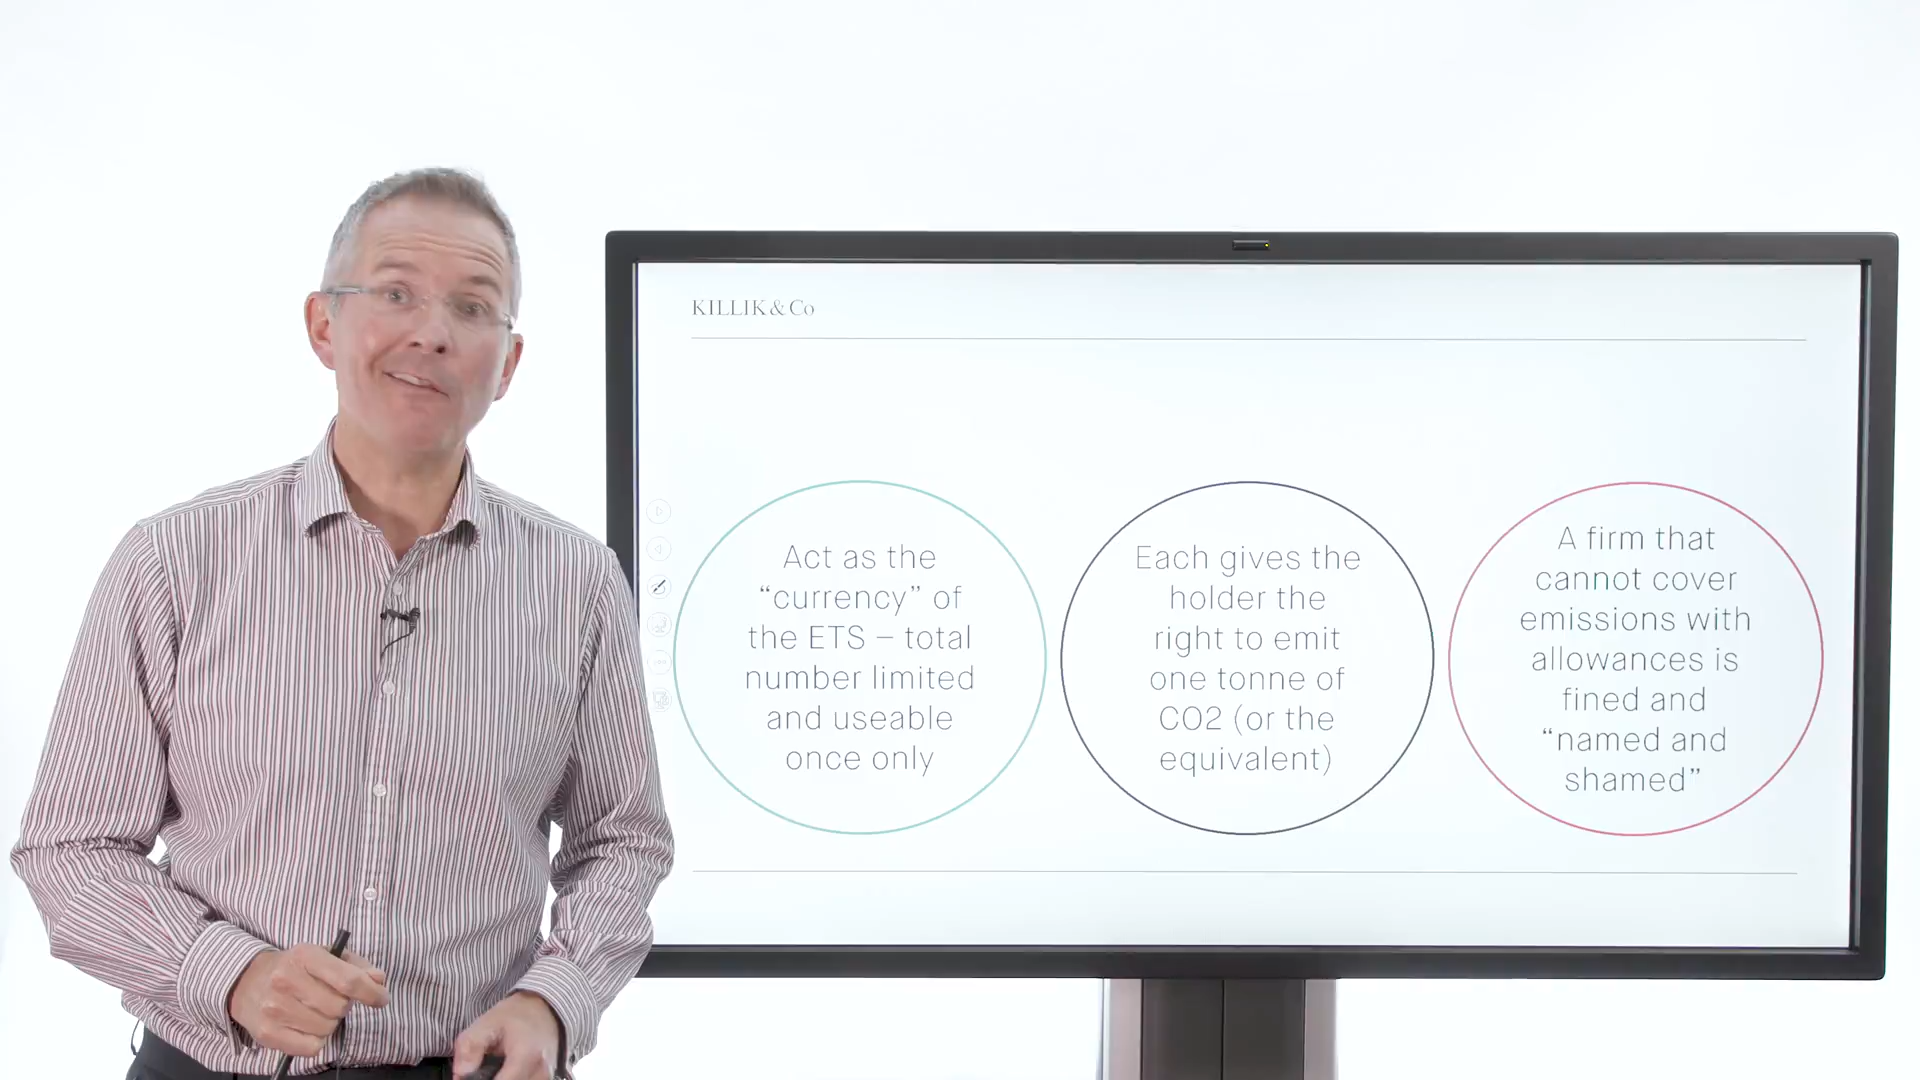 KILLIK & Co
Act as the
“currency” of
the ETS – total
number limited
and useable
once only
Each gives the
holder the
right to emit
one tonne of
CO2 (or the
equivalent)
A firm that
cannot cover
emissions with
allowances is
fined and
“named and
shamed”